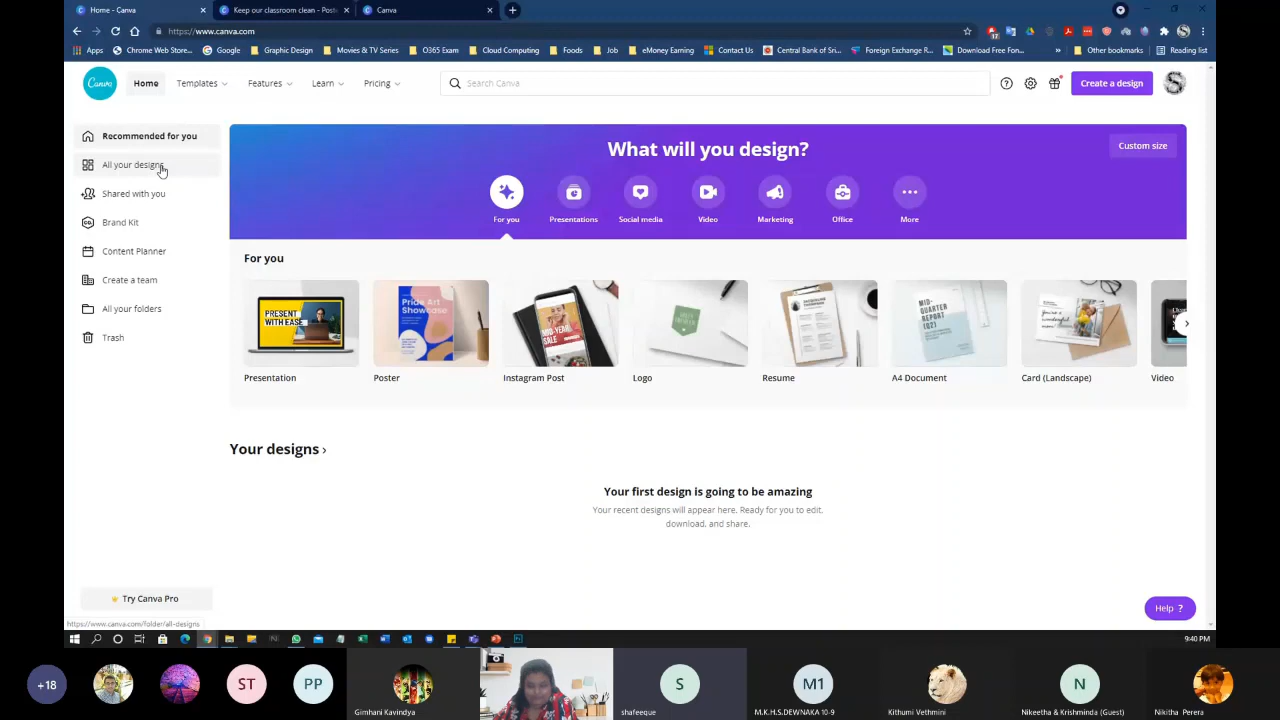 Home - Canva
Keep our classroom clean - Poste
Canva
https://www.canva.com
Apps
Chrome Web Store...
Google
Graphic Design
Movies & TV Series
O365 Exam
Cloud Computing
Foods
Job
eMoney Earning
Contact Us
Central Bank of Sri...
Foreign Exchange R...
Download Free Fon...
»
Other bookmarks
Reading list
Canva
Home
Templates
Features
Learn
Pricing
Search Canva
Create a design
Recommended for you
All your designs
Shared with you
Brand Kit
Content Planner
Create a team
All your folders
Trash
Try Canva Pro
What will you design?
Custom size
For you
Presentations
Social media
Video
Marketing
Office
More
For you
PRESENT
WITH EASE
Pride Art
Showcase
MID-YEAR
SALE
MID-
QUARTER
REPORT
Presentation
Poster
Instagram Post
Logo
Resume
A4 Document
Card (Landscape)
Video
Your designs ›
Your first design is going to be amazing
Your recent designs will appear here. Ready for you to edit,
download, and share.
Help ?
https://www.canva.com/folder/all-designs
9:40 PM
+18
ST
PP
Gimhani Kavindya
S
shafeeque
M1
M.K.H.S.DEWNAKA 10-9
Kithumi Vethmini
N
Nikeetha & Krishminda (Guest)
Nikitha Perera